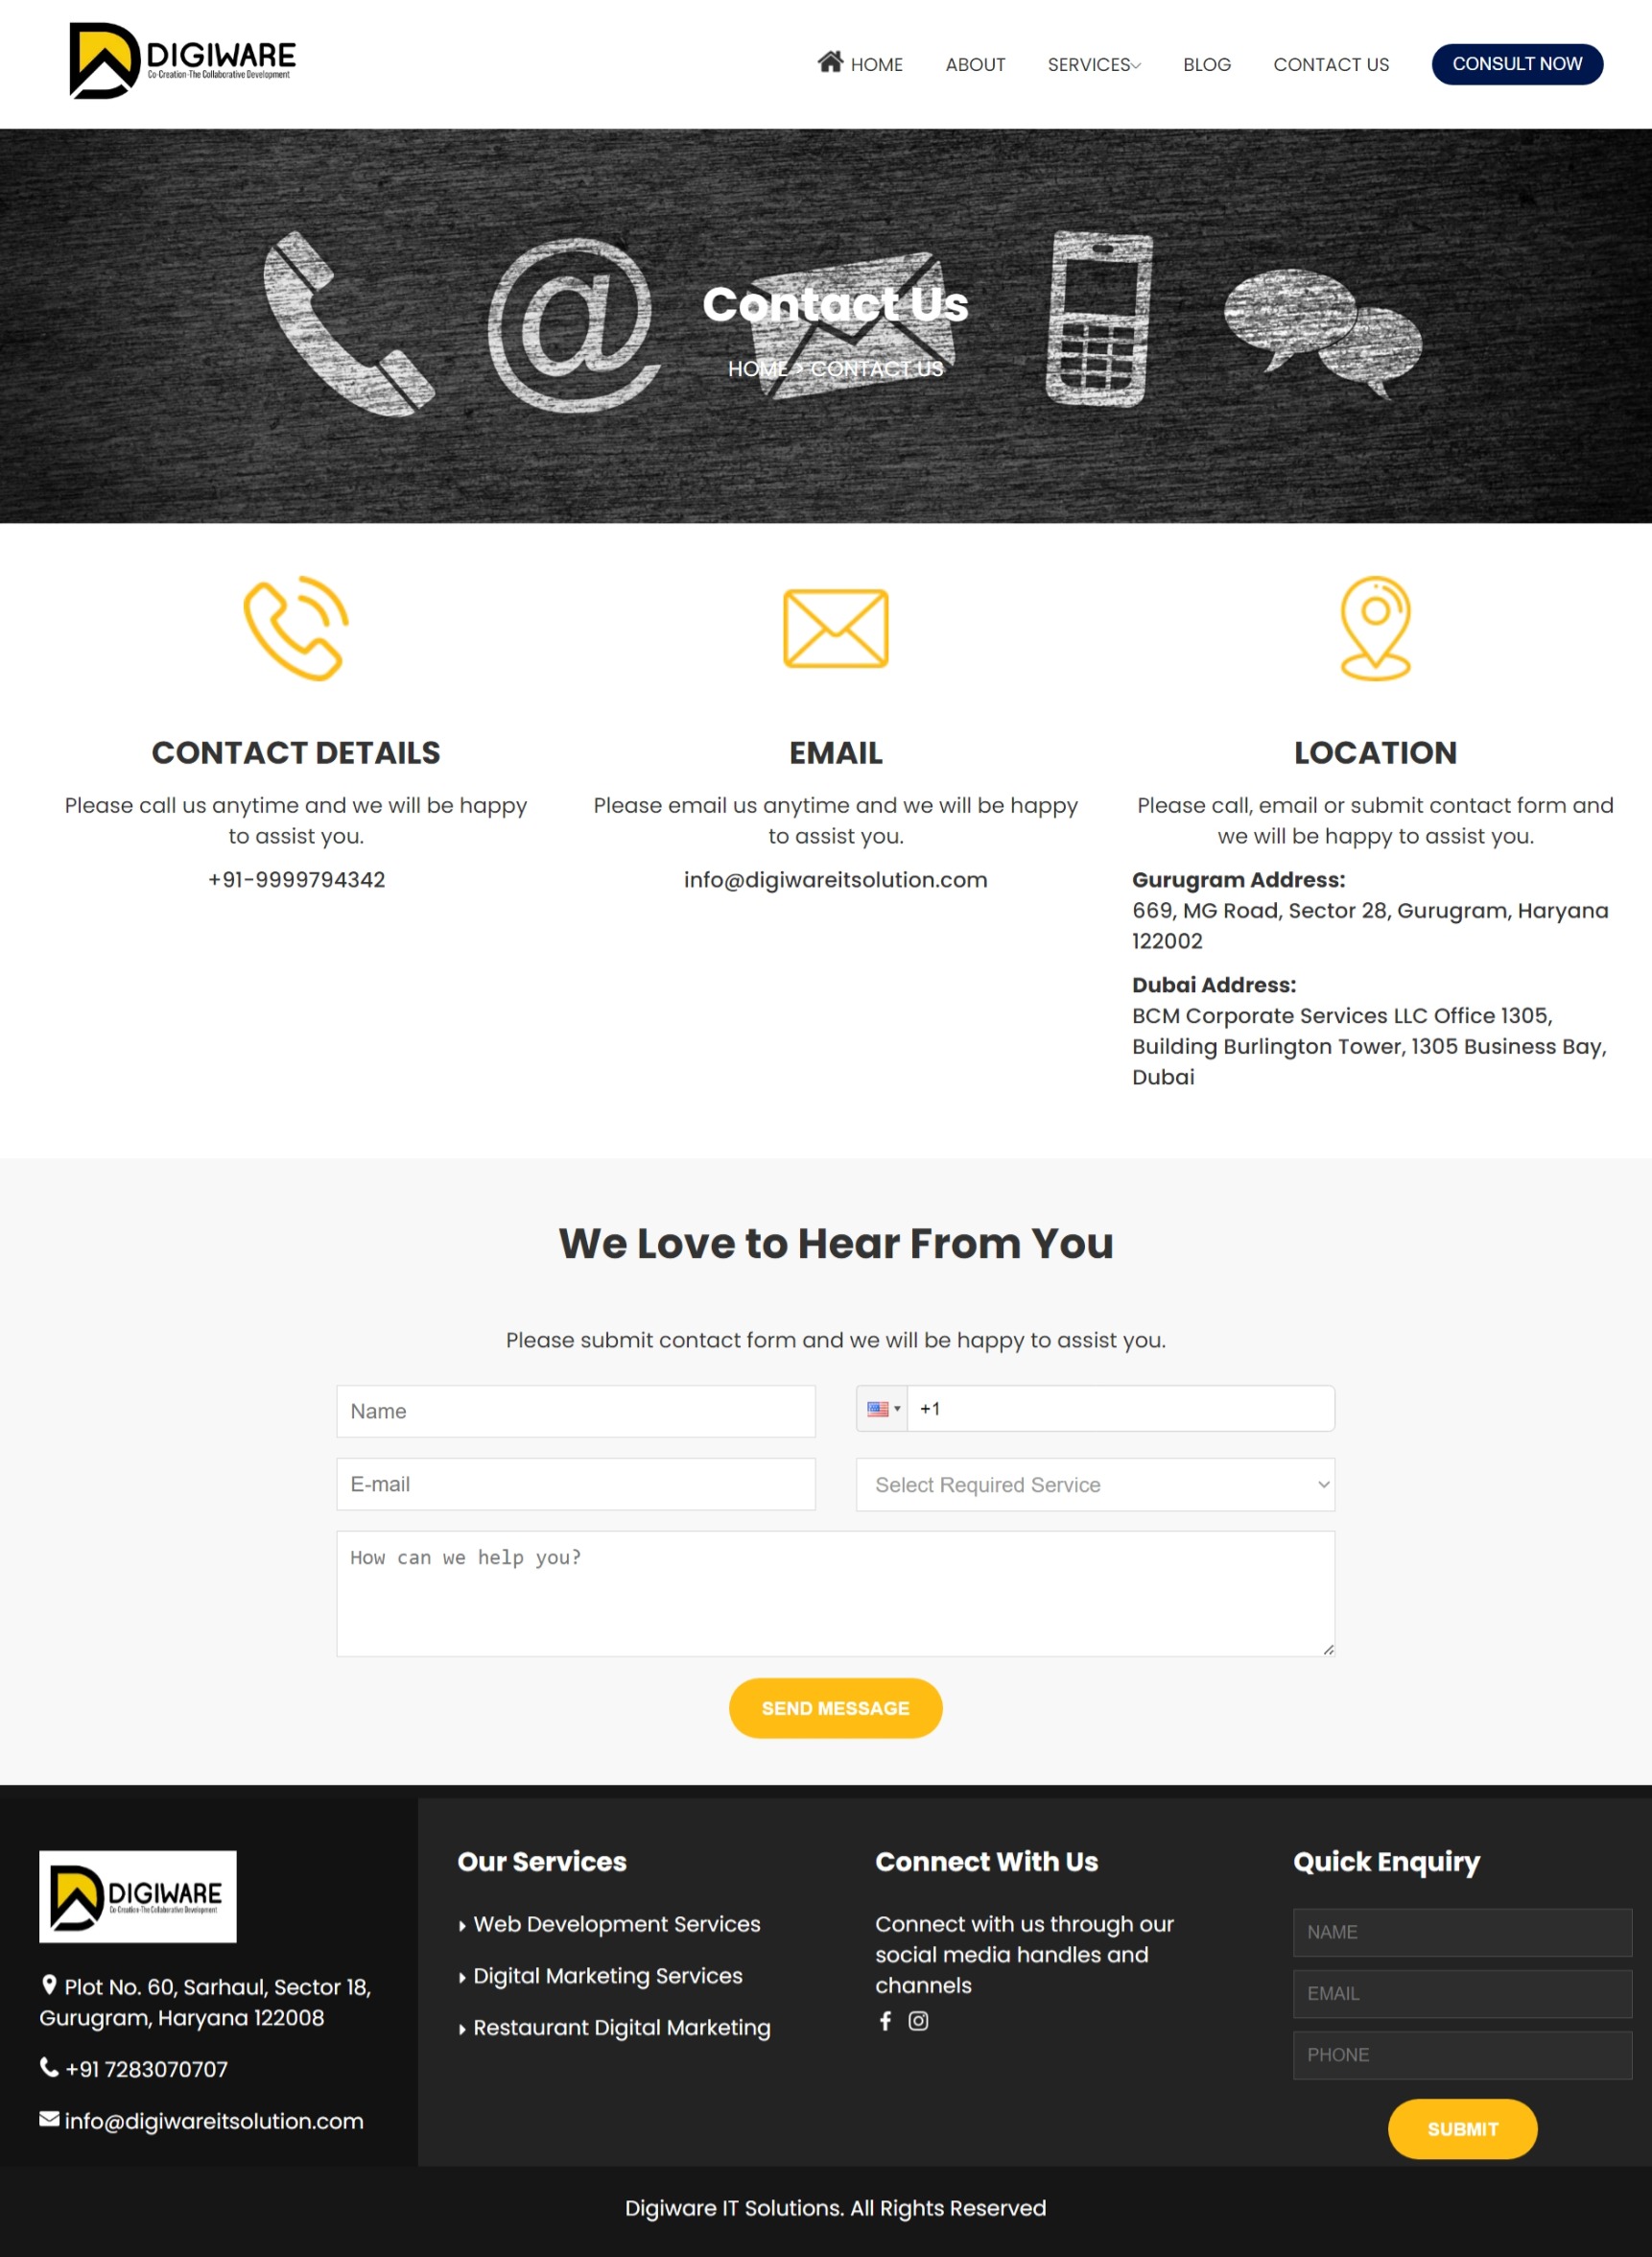 DIGIWARE
Co-Creation-The Collaborative Development
HOME
ABOUT
SERVICES
BLOG
CONTACT US
CONSULT NOW
Contact Us
HOME > CONTACT US
CONTACT DETAILS
Please call us anytime and we will be happy
to assist you.
+91-9999794342
EMAIL
Please email us anytime and we will be happy
to assist you.
info@digiwareitsolution.com
LOCATION
Please call, email or submit contact form and
we will be happy to assist you.
Gurugram Address:
669, MG Road, Sector 28, Gurugram, Haryana
122002
Dubai Address:
BCM Corporate Services LLC Office 1305,
Building Burlington Tower, 1305 Business Bay,
Dubai
We Love to Hear From You
Please submit contact form and we will be happy to assist you.
Name
+1
E-mail
Select Required Service
How can we help you?
SEND MESSAGE
DIGIWARE
Co-Creation-The Collaborative Development
Plot No. 60, Sarhaul, Sector 18,
Gurugram, Haryana 122008
+91 7283070707
info@digiwareitsolution.com
Our Services
Web Development Services
Digital Marketing Services
Restaurant Digital Marketing
Connect With Us
Connect with us through our
social media handles and
channels
Quick Enquiry
NAME
EMAIL
PHONE
SUBMIT
Digiware IT Solutions. All Rights Reserved